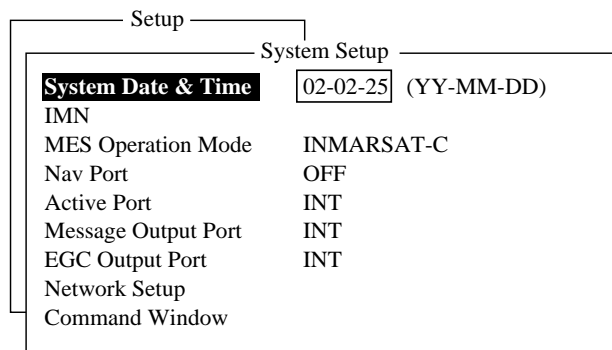 Setup
System Setup
System Date & Time 02-02-25 (YY-MM-DD)
IMN
MES Operation Mode INMARSAT-C
Nav Port OFF
Active Port INT
Message Output Port INT
EGC Output Port INT
Network Setup
Command Window